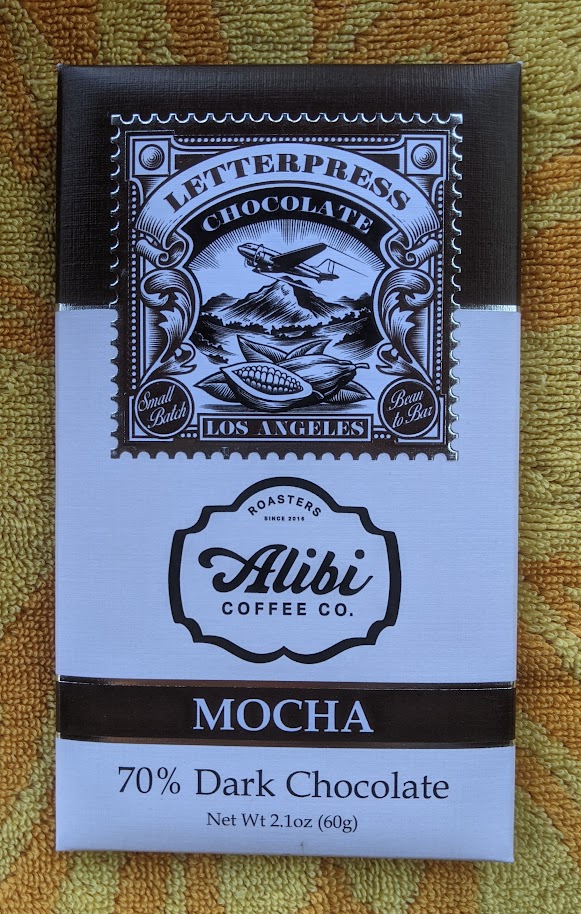 LETTERPRESS
CHOCOLATE
Small
Batch
Bean
to Bar
LOS ANGELES
ROASTERS
SINCE 2016
Alibi
COFFEE CO.
MOCHA
70% Dark Chocolate
Net Wt 2.1oz (60g)